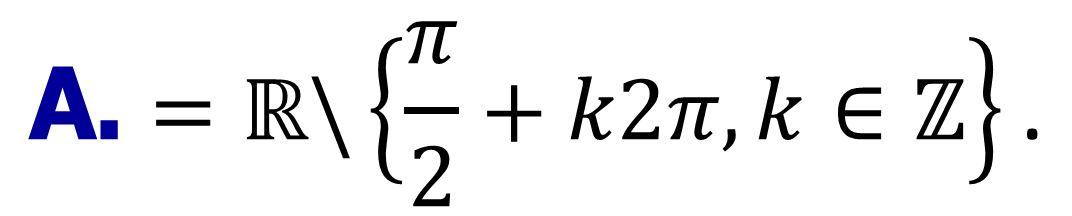 A. = ℝ\{π/2 + k2π, k ∈ ℤ}.